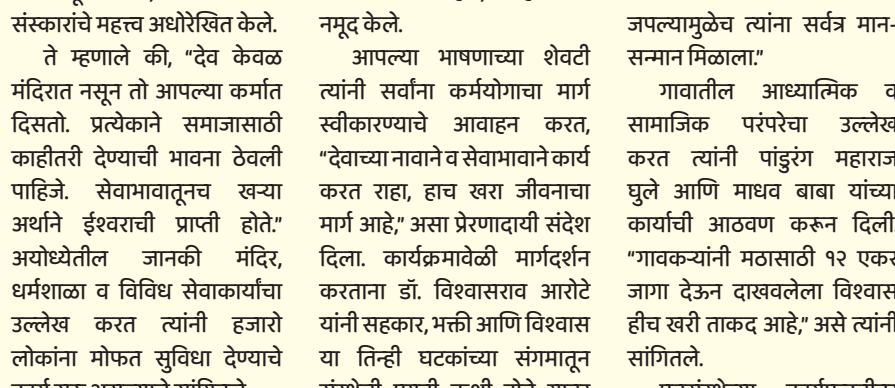 संस्कारांचे महत्त्व अधोरेखित केले.
ते म्हणाले की, “देव केवळ
मंदिरात नसून तो आपल्या कर्मात
दिसतो. प्रत्येकाने समाजासाठी
काहीतरी देण्याची भावना ठेवली
पाहिजे. सेवाभावातूनच खऱ्या
अर्थाने ईश्वराची प्राप्ती होते.”
अयोध्येतील जानकी मंदिर,
धर्मशाळा व विविध सेवाकार्यांचा
उल्लेख करत त्यांनी हजारो
लोकांना मोफत सुविधा देण्याचे
नमूद केले.
आपल्या भाषणाच्या शेवटी
त्यांनी सर्वांना कर्मयोगाचा मार्ग
स्वीकारण्याचे आवाहन करत,
“देवाच्या नावाने व सेवाभावाने कार्य
करत राहा, हाच खरा जीवनाचा
मार्ग आहे,” असा प्रेरणादायी संदेश
दिला. कार्यक्रमावेळी मार्गदर्शन
करताना डॉ. विश्वासराव आरोटे
यांनी सहकार, भक्ती आणि विश्वास
या तिन्ही घटकांच्या संगमातून
जपल्यामुळेच त्यांना सर्वत्र मान-
सन्मान मिळाला.”
गावातील आध्यात्मिक व
सामाजिक परंपरेचा उल्लेख
करत त्यांनी पांडुरंग महाराज
घुले आणि माधव बाबा यांच्या
कार्याची आठवण करून दिली.
“गावकऱ्यांनी मठासाठी १२ एकर
जागा देऊन दाखवलेला विश्वास
हीच खरी ताकद आहे,” असे त्यांनी
सांगितले.